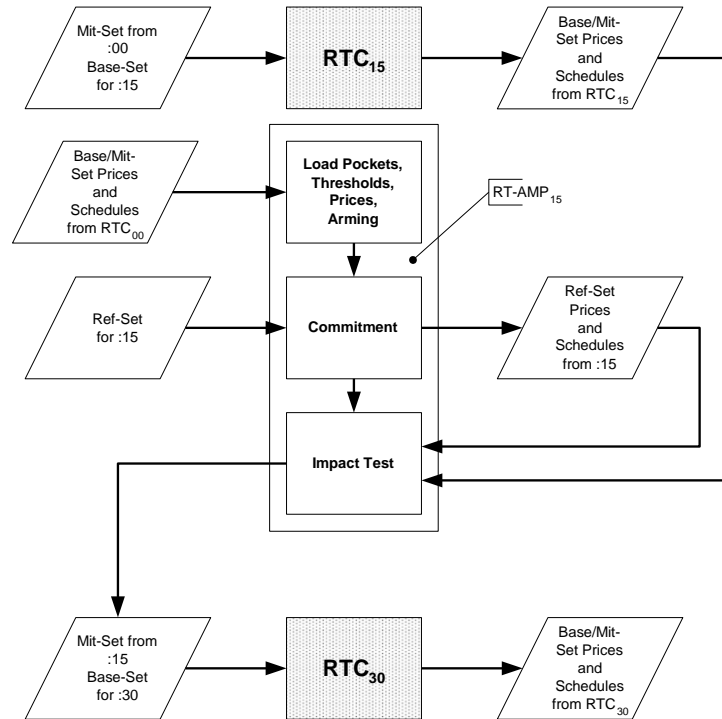 Mit-Set from
:00
Base-Set
for :15
RTC15
Base/Mit-
Set Prices
and
Schedules
from RTC15
Base/Mit-
Set Prices
and
Schedules
from RTC00
Load Pockets,
Thresholds,
Prices,
Arming
RT-AMP15
Ref-Set
for :15
Commitment
Ref-Set
Prices
and
Schedules
from :15
Impact Test
Mit-Set from
:15
Base-Set
for :30
RTC30
Base/Mit-
Set Prices
and
Schedules
from RTC30